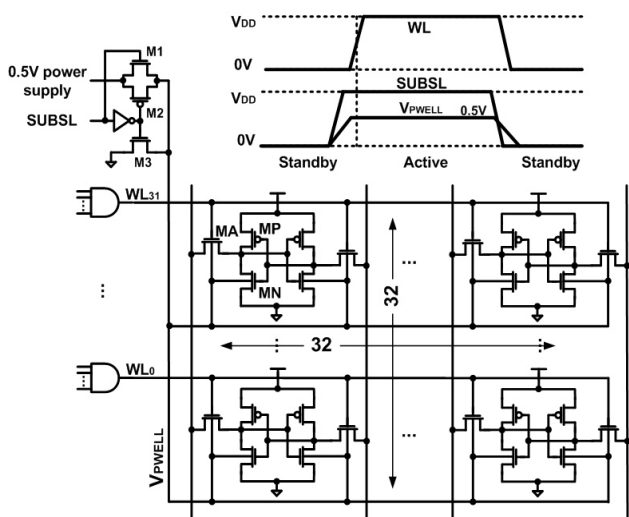 VDD
WL
0V
M1
0.5V power
supply
M2
SUBSL
M3
SUBSL
VDD
VPWELL
0.5V
0V
Standby
Active
Standby
WL31
MA
MP
MN
...
32
...
32
...
...
WL0
...
VPWELL